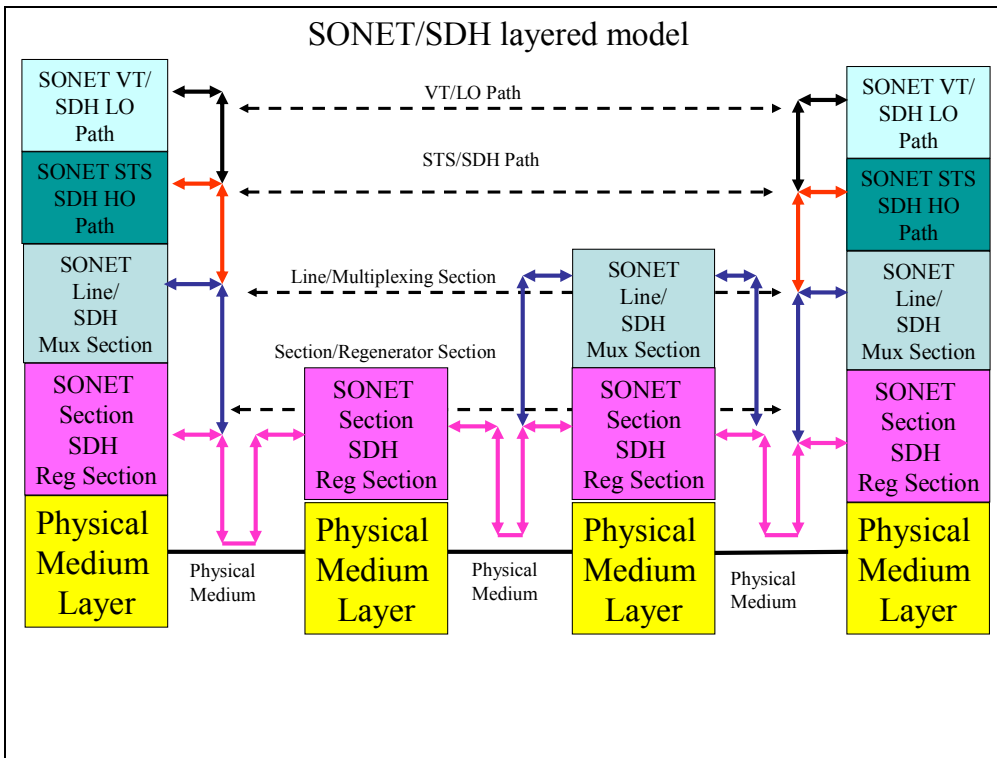 SONET/SDH layered model
SONET VT/
SDH LO
Path
SONET STS
SDH HO
Path
SONET
Line/
SDH
Mux Section
SONET
Section
SDH
Reg Section
Physical
Medium
Layer
VT/LO Path
STS/SDH Path
Line/Multiplexing Section
Section/Regenerator Section
Physical
Medium
SONET
Section
SDH
Reg Section
Physical
Medium
Layer
Physical
Medium
SONET
Line/
SDH
Mux Section
SONET
Section
SDH
Reg Section
Physical
Medium
Layer
Physical
Medium
SONET VT/
SDH LO
Path
SONET STS
SDH HO
Path
SONET
Line/
SDH
Mux Section
SONET
Section
SDH
Reg Section
Physical
Medium
Layer